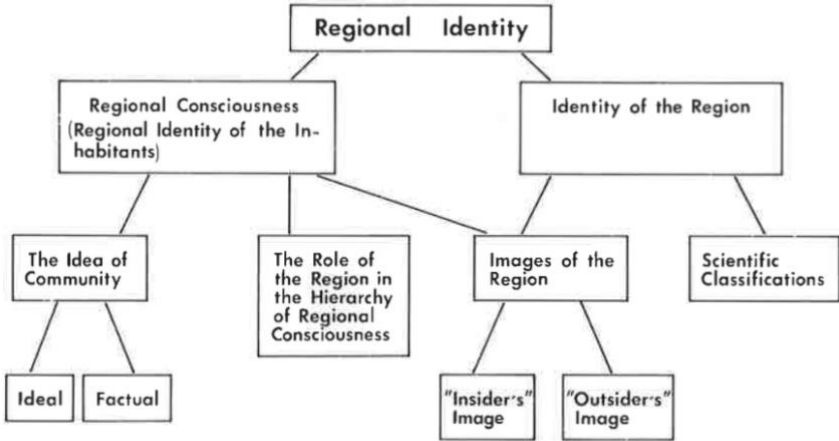 Regional Identity
Regional Consciousness
(Regional Identity of the In-
habitants)
Identity of the Region
The Idea of
Community
The Role of
the Region in
the Hierarchy
of Regional
Consciousness
Images of the
Region
Scientific
Classifications
Ideal
Factual
"Insider's"
Image
"Outsider's"
Image